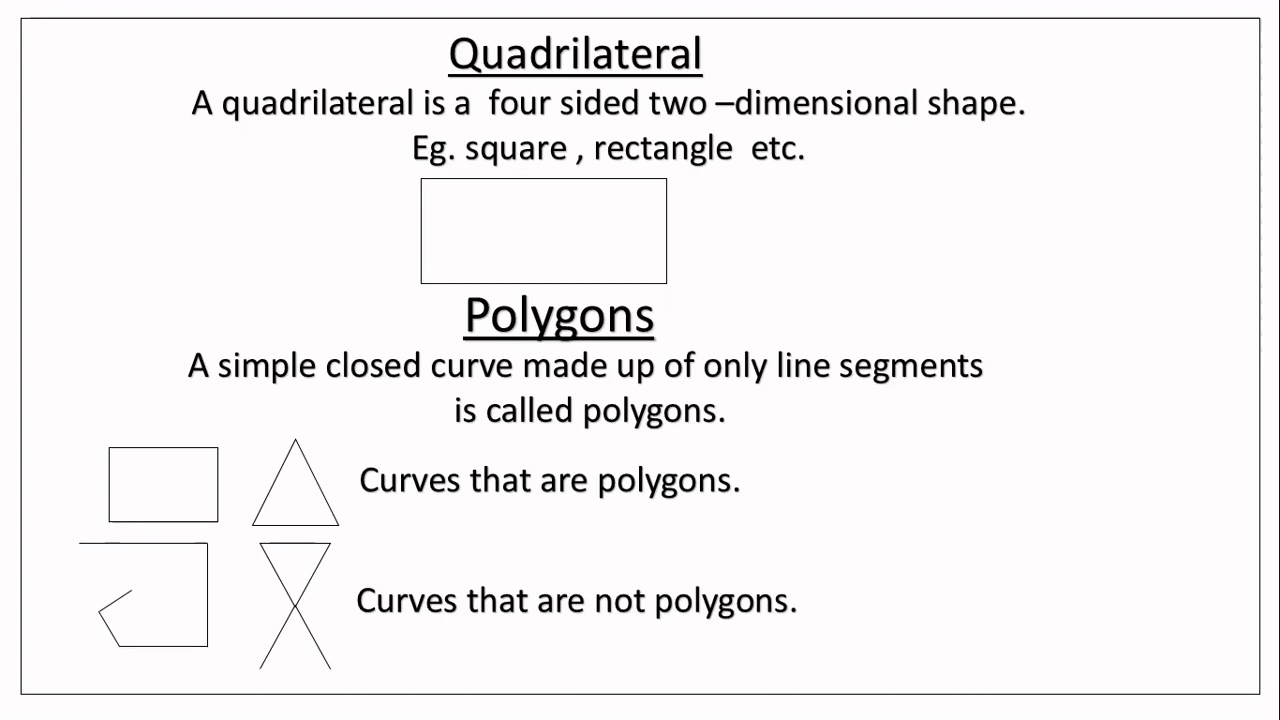 Quadrilateral
A quadrilateral is a four sided two –dimensional shape.
Eg. square , rectangle etc.
Polygons
A simple closed curve made up of only line segments
is called polygons.
Curves that are polygons.
Curves that are not polygons.